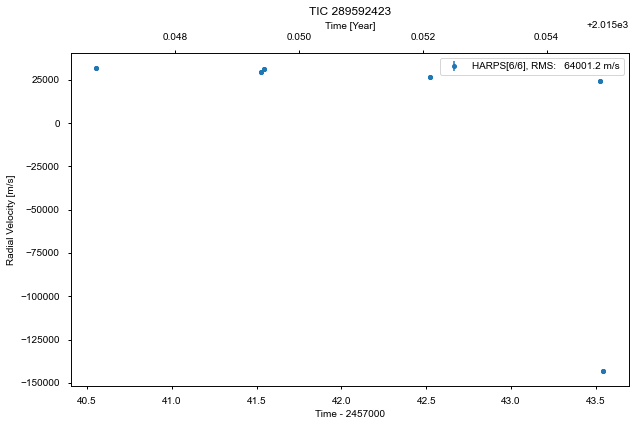 TIC 289592423
Time [Year]
+2.015e3
0.048 0.050 0.052 0.054
HARPS[6/6], RMS: 64001.2 m/s
Radial Velocity [m/s]
25000
0
−25000
−50000
−75000
−100000
−125000
−150000
40.5 41.0 41.5 42.0 42.5 43.0 43.5
Time - 2457000